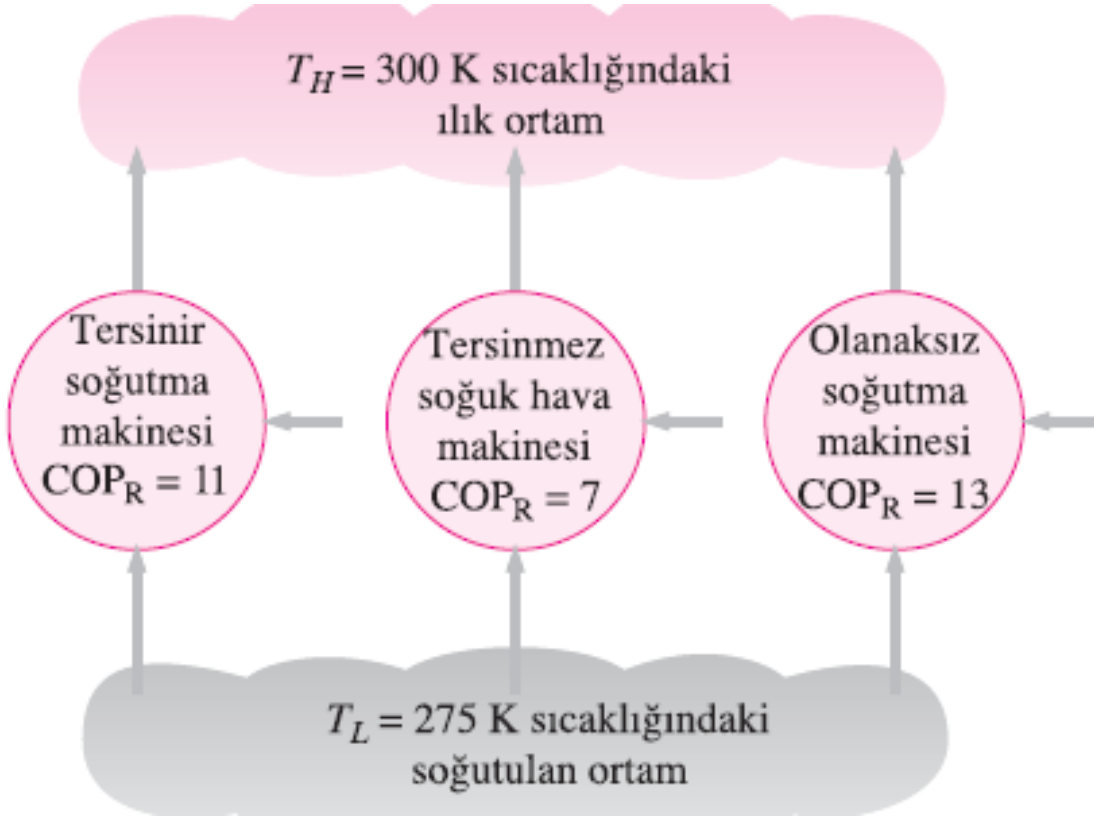 T_H = 300 K sıcaklığındaki
ılık ortam
Tersinir
soğutma
makinesi
COP_R = 11
Tersinmez
soğuk hava
makinesi
COP_R = 7
Olanaksız
soğutma
makinesi
COP_R = 13
T_L = 275 K sıcaklığındaki
soğutulan ortam